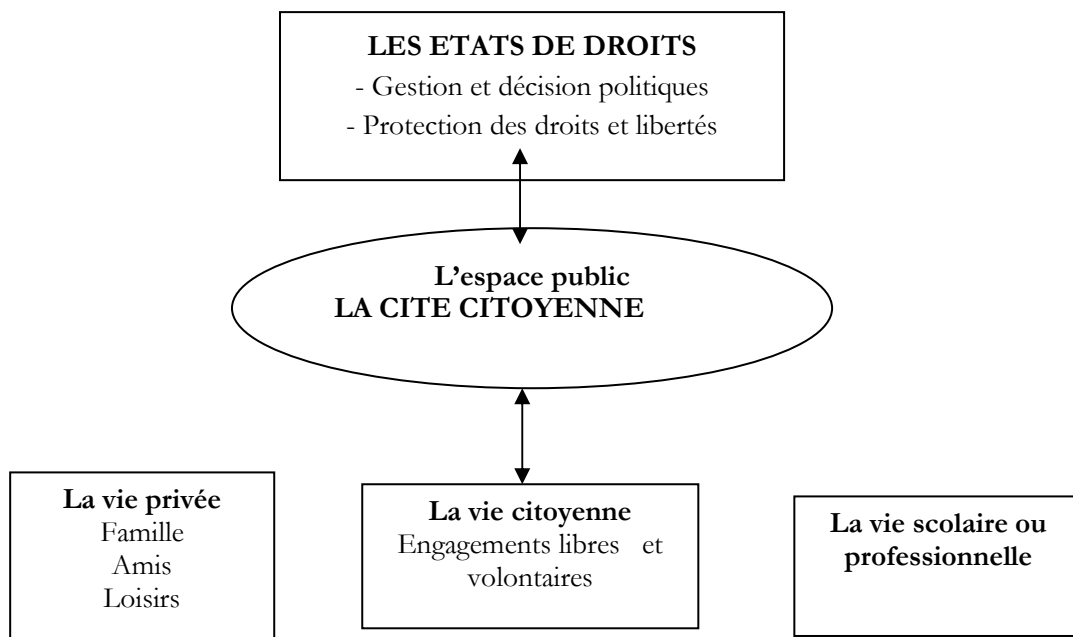 LES ETATS DE DROITS
- Gestion et décision politiques
- Protection des droits et libertés
L’espace public
LA CITE CITOYENNE
La vie privée
Famille
Amis
Loisirs
La vie citoyenne
Engagements libres et
volontaires
La vie scolaire ou
professionnelle